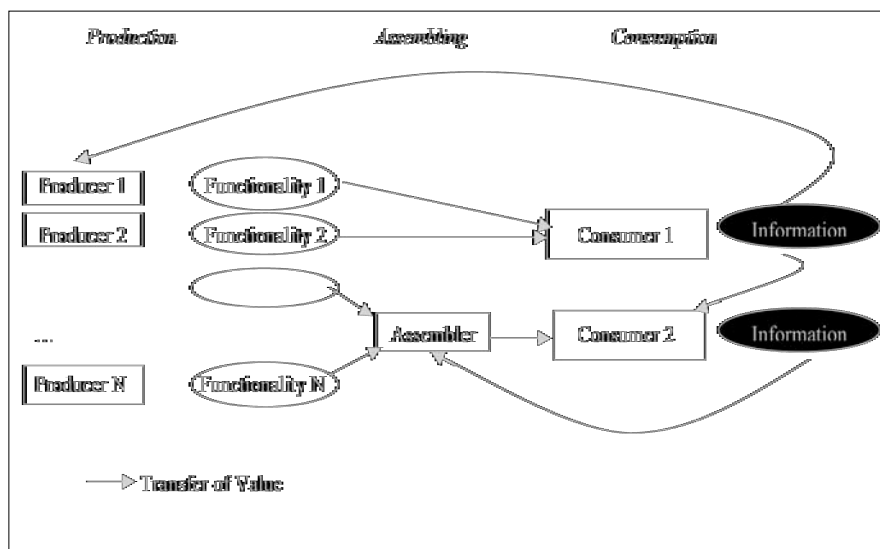 Production Assembling Consumption
Producer 1 Functionality 1
Producer 2 Functionality 2 Consumer 1 Information
... Assembler Consumer 2 Information
Producer N Functionality N
Transfer of Value